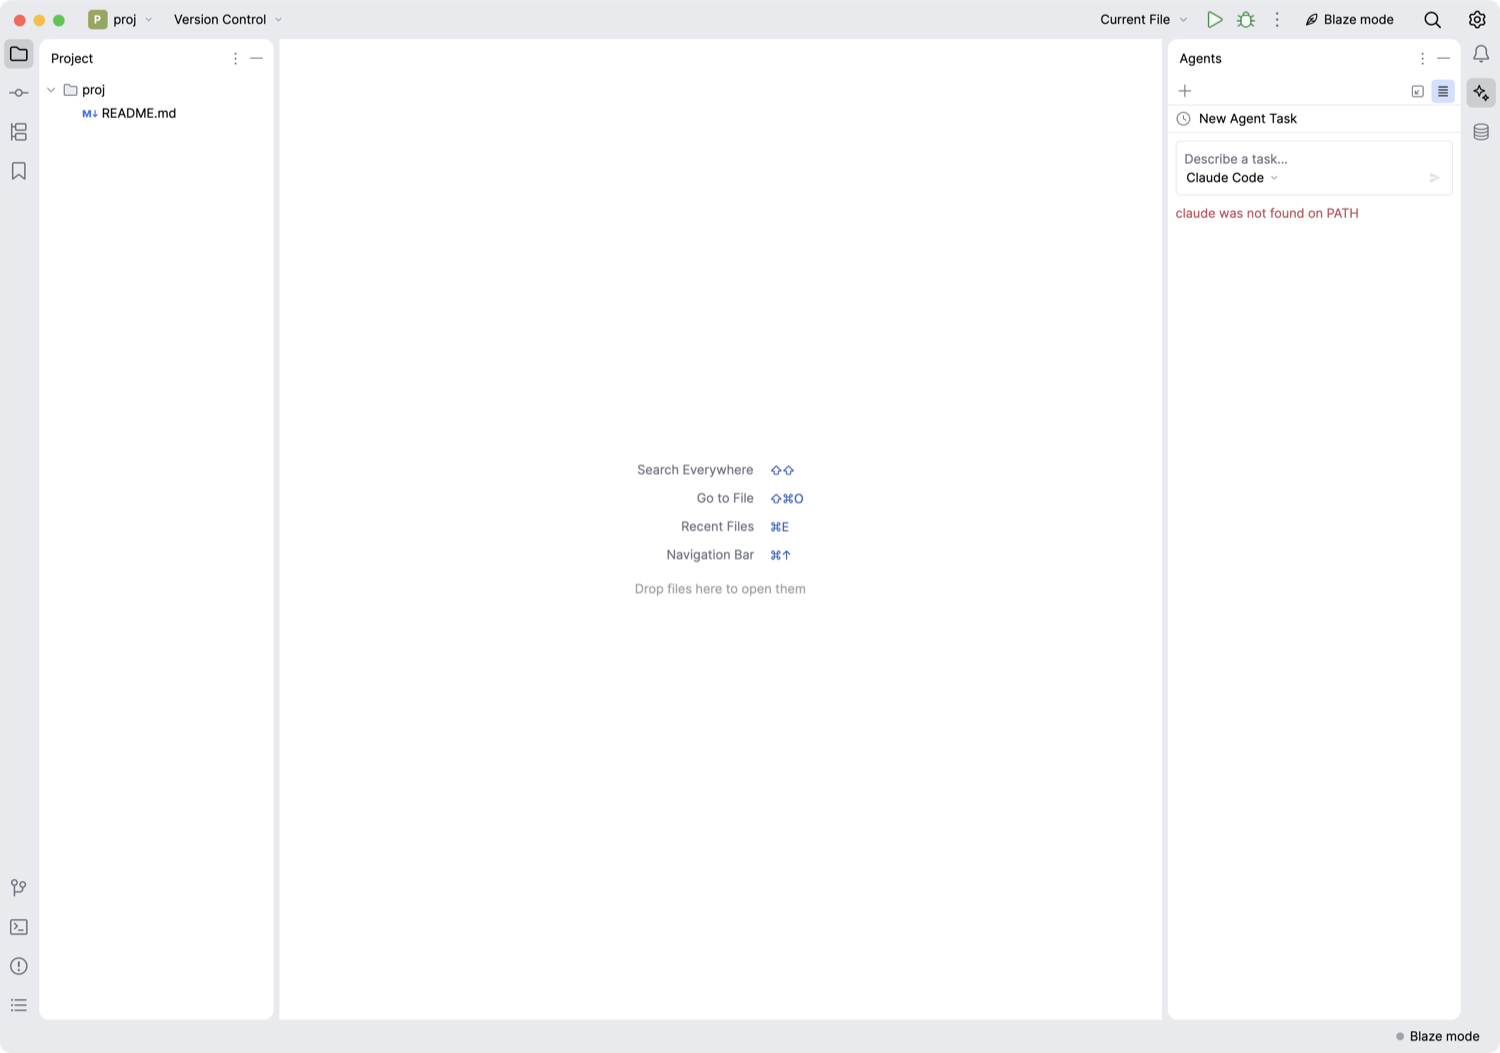 P proj
Version Control
Current File
Blaze mode
Project
proj
M↓ README.md
Search Everywhere ⇧⇧
Go to File ⇧⌘O
Recent Files ⌘E
Navigation Bar ⌘↑
Drop files here to open them
Agents
New Agent Task
Describe a task...
Claude Code
claude was not found on PATH
Blaze mode